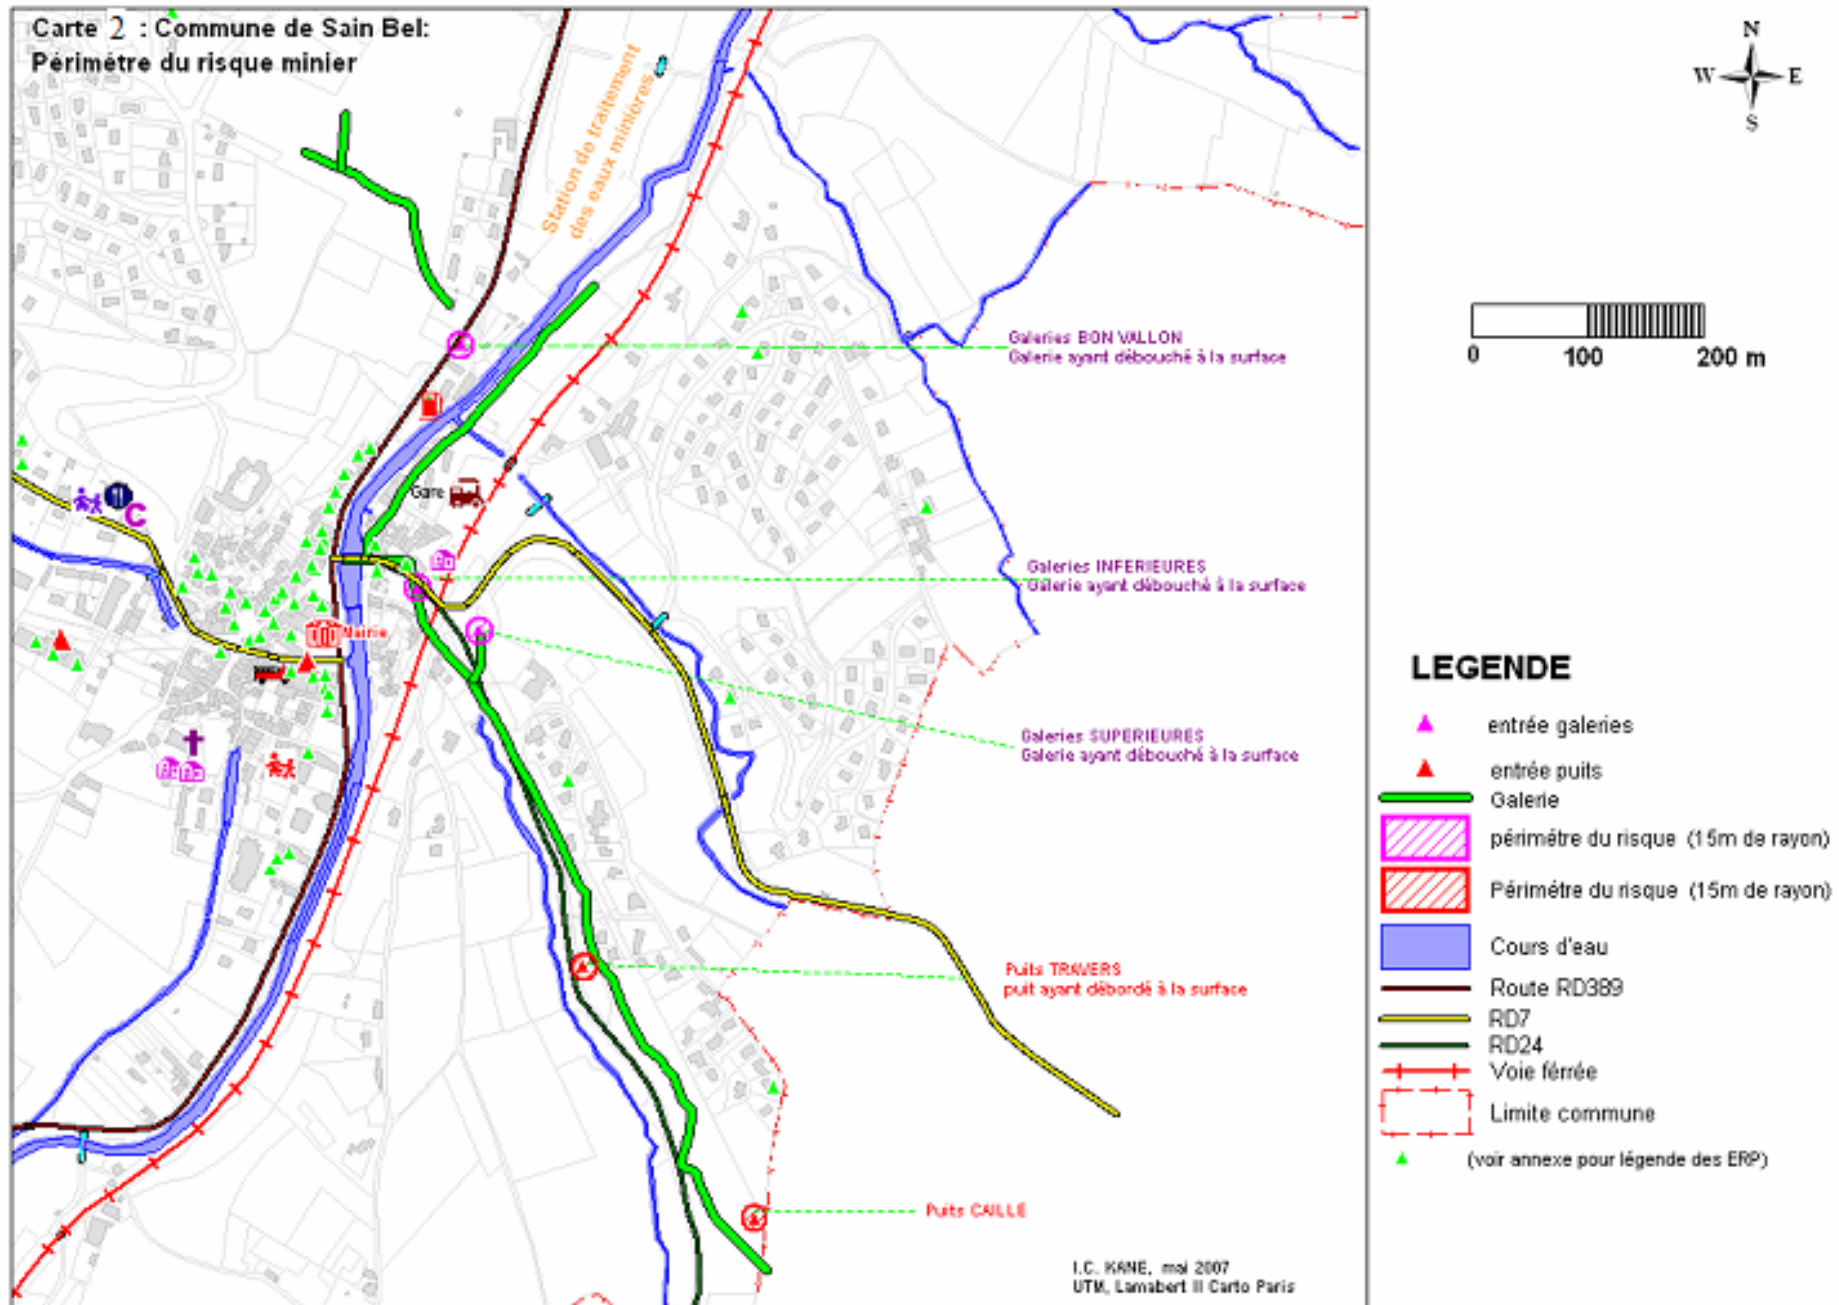 Carte 2 : Commune de Sain Bel:
Périmétre du risque minier
Station de traitement
des eaux minières
N
W E
S
Galeries BON VALLON
Galerie ayant débouché à la surface
0 100 200 m
Gare
C
Galeries INFERIEURES
Galerie ayant débouché à la surface
Mairie
Galeries SUPERIEURES
Galerie ayant débouché à la surface
Puits TRAVERS
puit ayant débordé à la surface
Puits CAILLE
I.C. KANE, mai 2007
UTM, Lamabert II Carto Paris
LEGENDE
entrée galeries
entrée puits
Galerie
périmétre du risque (15m de rayon)
Périmétre du risque (15m de rayon)
Cours d'eau
Route RD389
RD7
RD24
Voie férrée
Limite commune
(voir annexe pour légende des ERP)